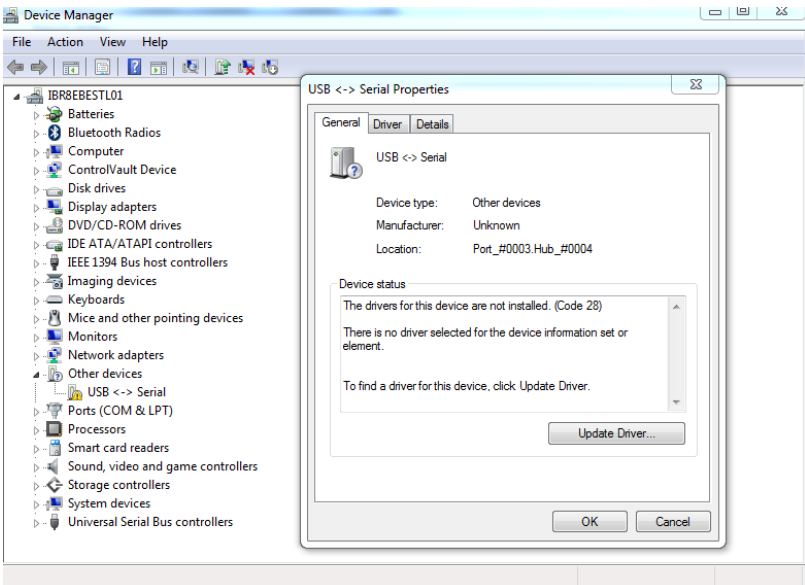 Device Manager
File Action View Help
IBR8EBESTL01
Batteries
Bluetooth Radios
Computer
ControlVault Device
Disk drives
Display adapters
DVD/CD-ROM drives
IDE ATA/ATAPI controllers
IEEE 1394 Bus host controllers
Imaging devices
Keyboards
Mice and other pointing devices
Monitors
Network adapters
Other devices
USB <-> Serial
Ports (COM & LPT)
Processors
Smart card readers
Sound, video and game controllers
Storage controllers
System devices
Universal Serial Bus controllers
USB <-> Serial Properties
General Driver Details
USB <-> Serial
Device type: Other devices
Manufacturer: Unknown
Location: Port_#0003.Hub_#0004
Device status
The drivers for this device are not installed. (Code 28)
There is no driver selected for the device information set or
element.
To find a driver for this device, click Update Driver.
Update Driver...
OK Cancel